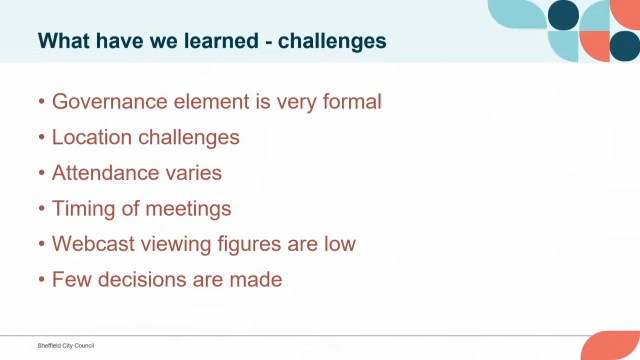 What have we learned - challenges
• Governance element is very formal
• Location challenges
• Attendance varies
• Timing of meetings
• Webcast viewing figures are low
• Few decisions are made
Sheffield City Council